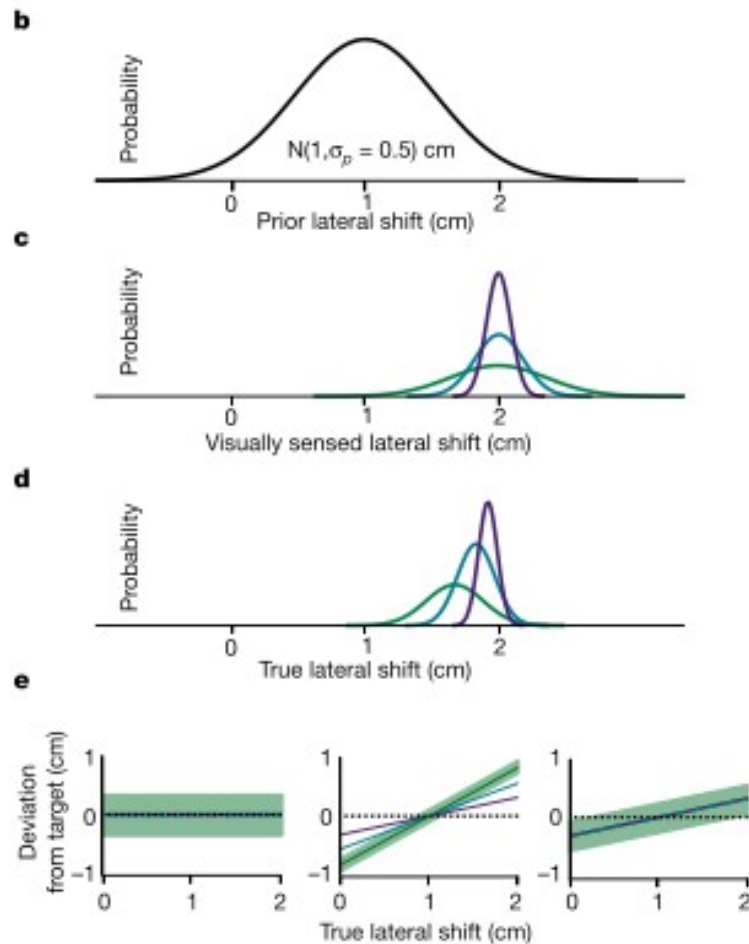 b
Probability
N(1,σp = 0.5) cm
0 1 2
Prior lateral shift (cm)
c
Probability
0 1 2
Visually sensed lateral shift (cm)
d
Probability
0 1 2
True lateral shift (cm)
e
Deviation
from target (cm)
1 1 1
0 0 0
−1 −1 −1
0 1 2 0 1 2 0 1 2
True lateral shift (cm)